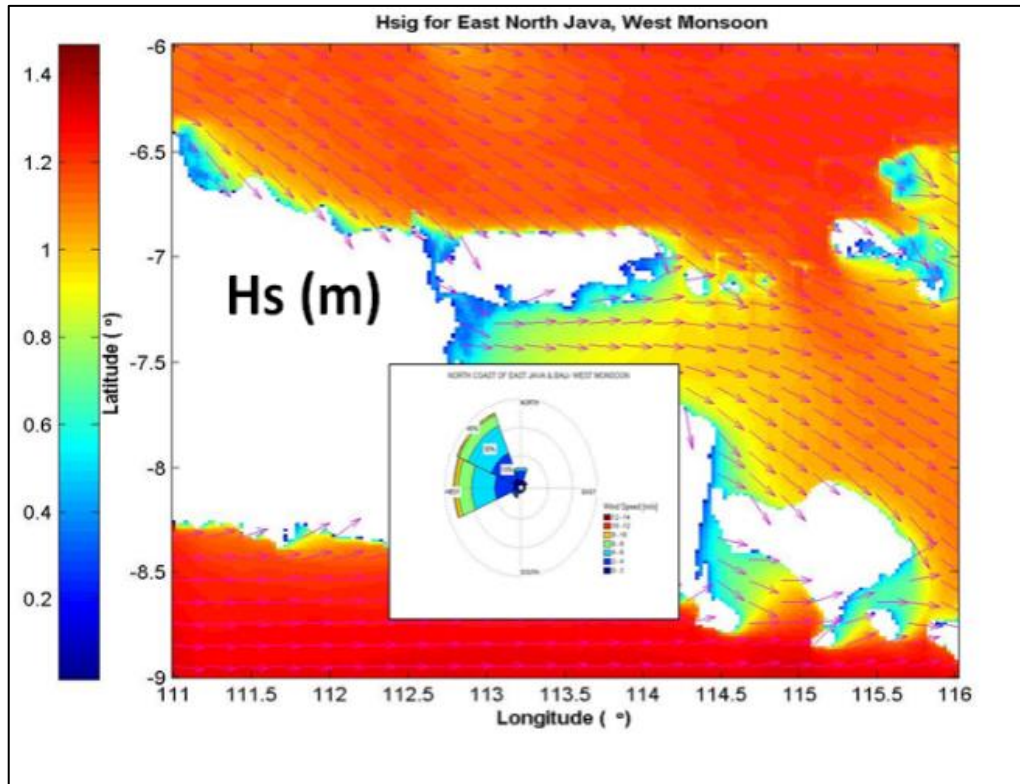 Hsig for East North Java, West Monsoon
1.4
1.2
1
0.8
0.6
0.4
0.2
Latitude ( °)
-6
-6.5
-7
-7.5
-8
-8.5
-9
Hs (m)
NORTH COAST OF EAST JAVA & BALI- WEST MONSOON
NORTH
WEST
EAST
SOUTH
Wind Speed [m/s]
111 111.5 112 112.5 113 113.5 114 114.5 115 115.5 116
Longitude ( °)